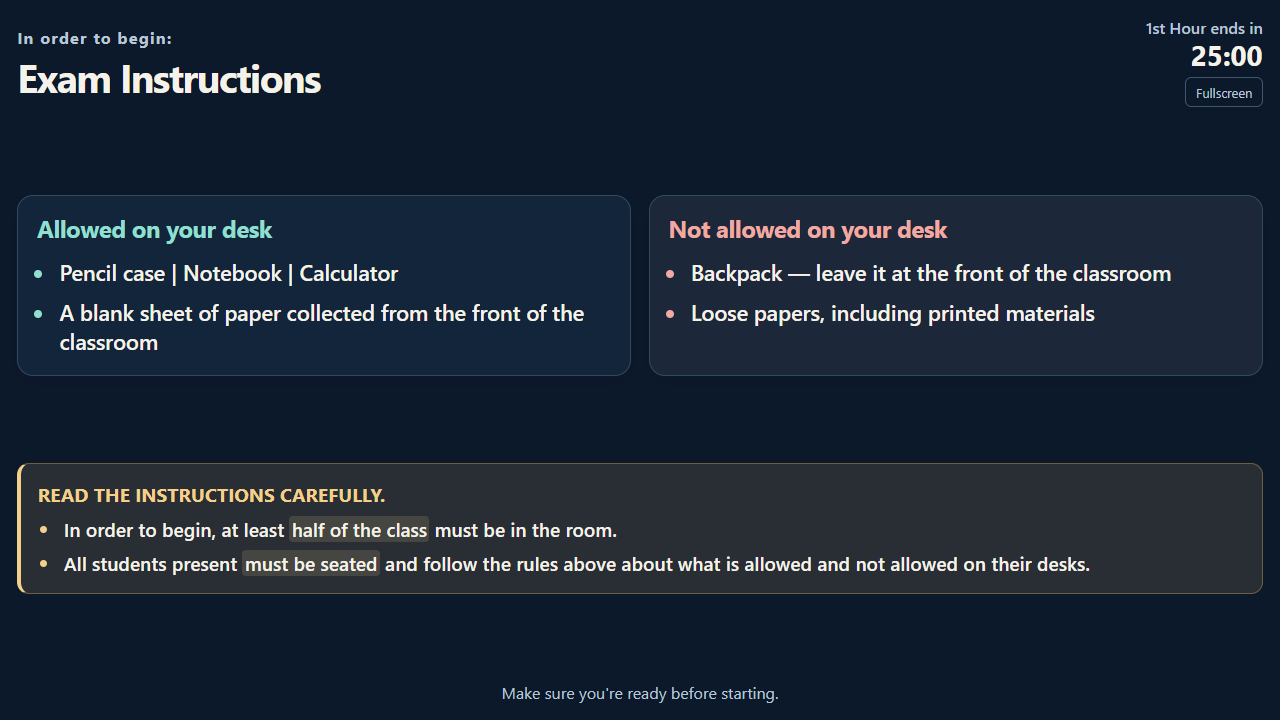 In order to begin:
Exam Instructions
1st Hour ends in
25:00
Fullscreen
Allowed on your desk
Pencil case | Notebook | Calculator
A blank sheet of paper collected from the front of the
classroom
Not allowed on your desk
Backpack — leave it at the front of the classroom
Loose papers, including printed materials
READ THE INSTRUCTIONS CAREFULLY.
In order to begin, at least half of the class must be in the room.
All students present must be seated and follow the rules above about what is allowed and not allowed on their desks.
Make sure you're ready before starting.